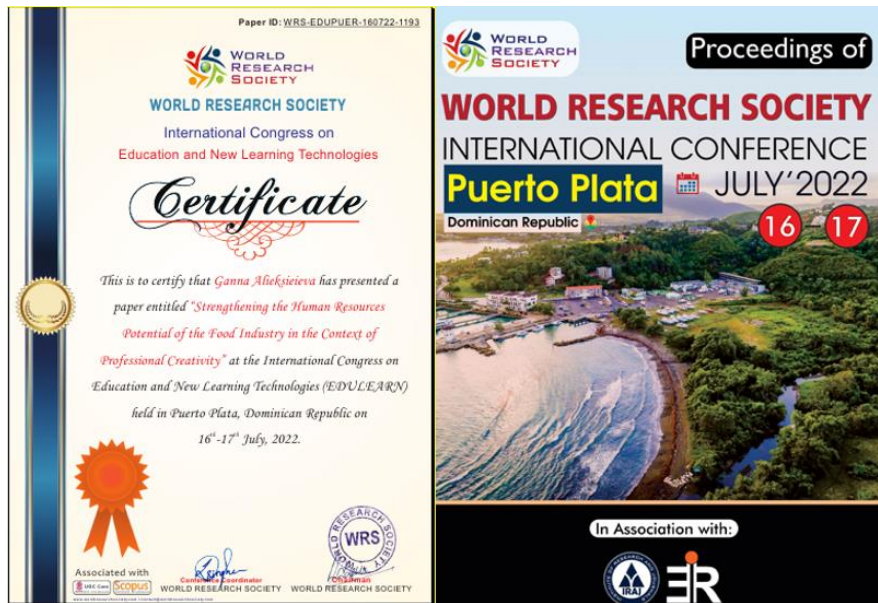 Paper ID: WRS-EDUPUER-160722-1193
WORLD
RESEARCH
SOCIETY
WORLD RESEARCH SOCIETY
International Congress on
Education and New Learning Technologies
Certificate
This is to certify that Ganna Alieksieieva has presented a
paper entitled "Strengthening the Human Resources
Potential of the Food Industry in the Context of
Professional Creativity" at the International Congress on
Education and New Learning Technologies (EDULEARN)
held in Puerto Plata, Dominican Republic on
16th-17th July, 2022.
WORLD RESEARCH SOCIETY
WRS
Associated with
UGC Care
Scopus
Conference Coordinator
WORLD RESEARCH SOCIETY
Chairman
WORLD RESEARCH SOCIETY
WORLD
RESEARCH
SOCIETY
Proceedings of
WORLD RESEARCH SOCIETY
INTERNATIONAL CONFERENCE
Puerto Plata
JULY'2022
Dominican Republic
16 - 17
In Association with:
IRAJ